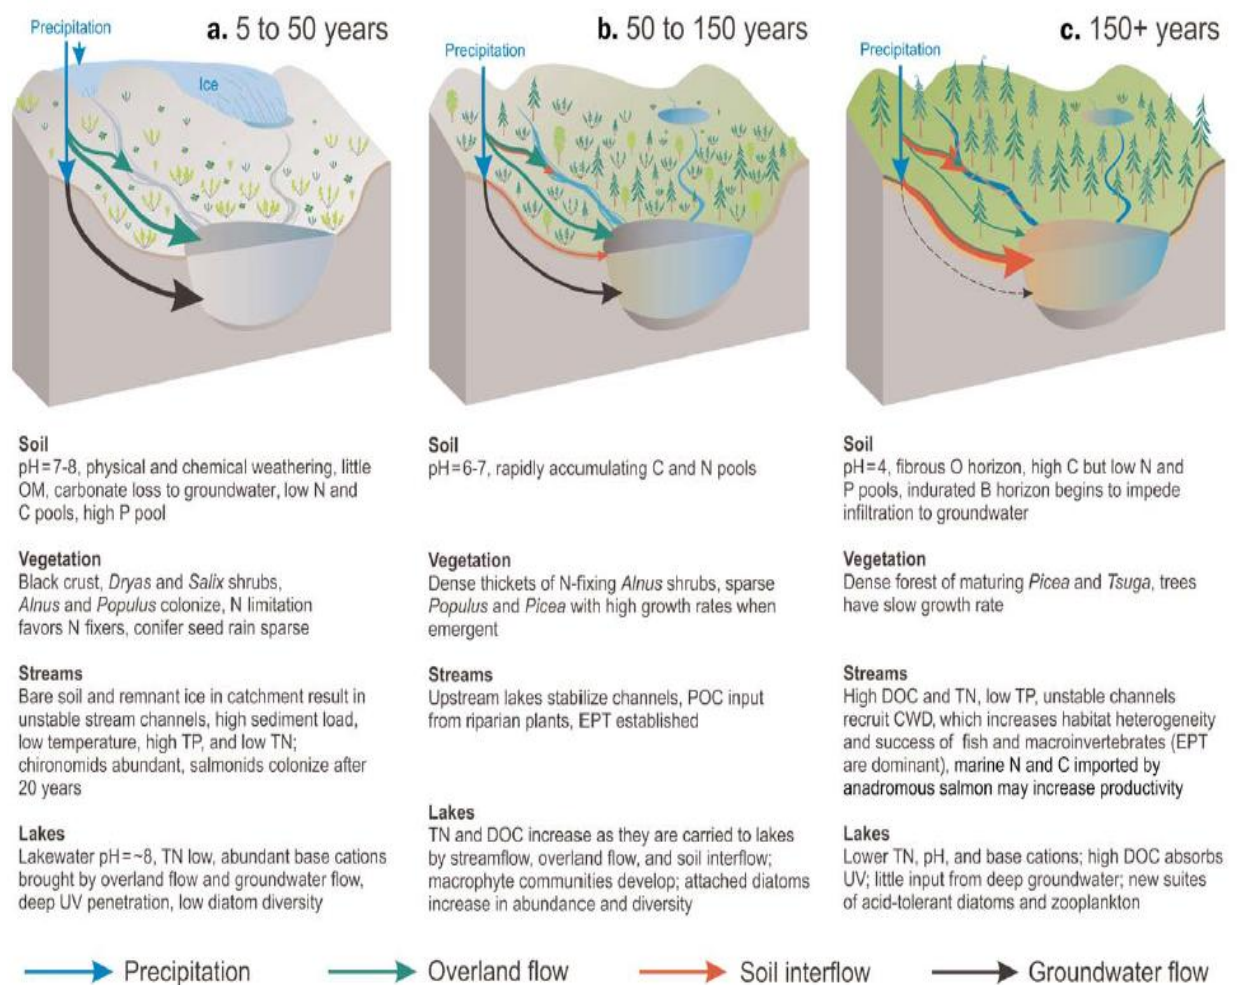 Precipitation
a. 5 to 50 years
Ice
Soil
pH=7-8, physical and chemical weathering, little
OM, carbonate loss to groundwater, low N and
C pools, high P pool
Vegetation
Black crust, Dryas and Salix shrubs,
Alnus and Populus colonize, N limitation
favors N fixers, conifer seed rain sparse
Streams
Bare soil and remnant ice in catchment result in
unstable stream channels, high sediment load,
low temperature, high TP, and low TN;
chironomids abundant, salmonids colonize after
20 years
Lakes
Lakewater pH=~8, TN low, abundant base cations
brought by overland flow and groundwater flow,
deep UV penetration, low diatom diversity
Precipitation
b. 50 to 150 years
Soil
pH=6-7, rapidly accumulating C and N pools
Vegetation
Dense thickets of N-fixing Alnus shrubs, sparse
Populus and Picea with high growth rates when
emergent
Streams
Upstream lakes stabilize channels, POC input
from riparian plants, EPT established
Lakes
TN and DOC increase as they are carried to lakes
by streamflow, overland flow, and soil interflow;
macrophyte communities develop; attached diatoms
increase in abundance and diversity
Precipitation
c. 150+ years
Soil
pH=4, fibrous O horizon, high C but low N and
P pools, indurated B horizon begins to impede
infiltration to groundwater
Vegetation
Dense forest of maturing Picea and Tsuga, trees
have slow growth rate
Streams
High DOC and TN, low TP, unstable channels
recruit CWD, which increases habitat heterogeneity
and success of fish and macroinvertebrates (EPT
are dominant), marine N and C imported by
anadromous salmon may increase productivity
Lakes
Lower TN, pH, and base cations; high DOC absorbs
UV; little input from deep groundwater; new suites
of acid-tolerant diatoms and zooplankton
Precipitation
Overland flow
Soil interflow
Groundwater flow